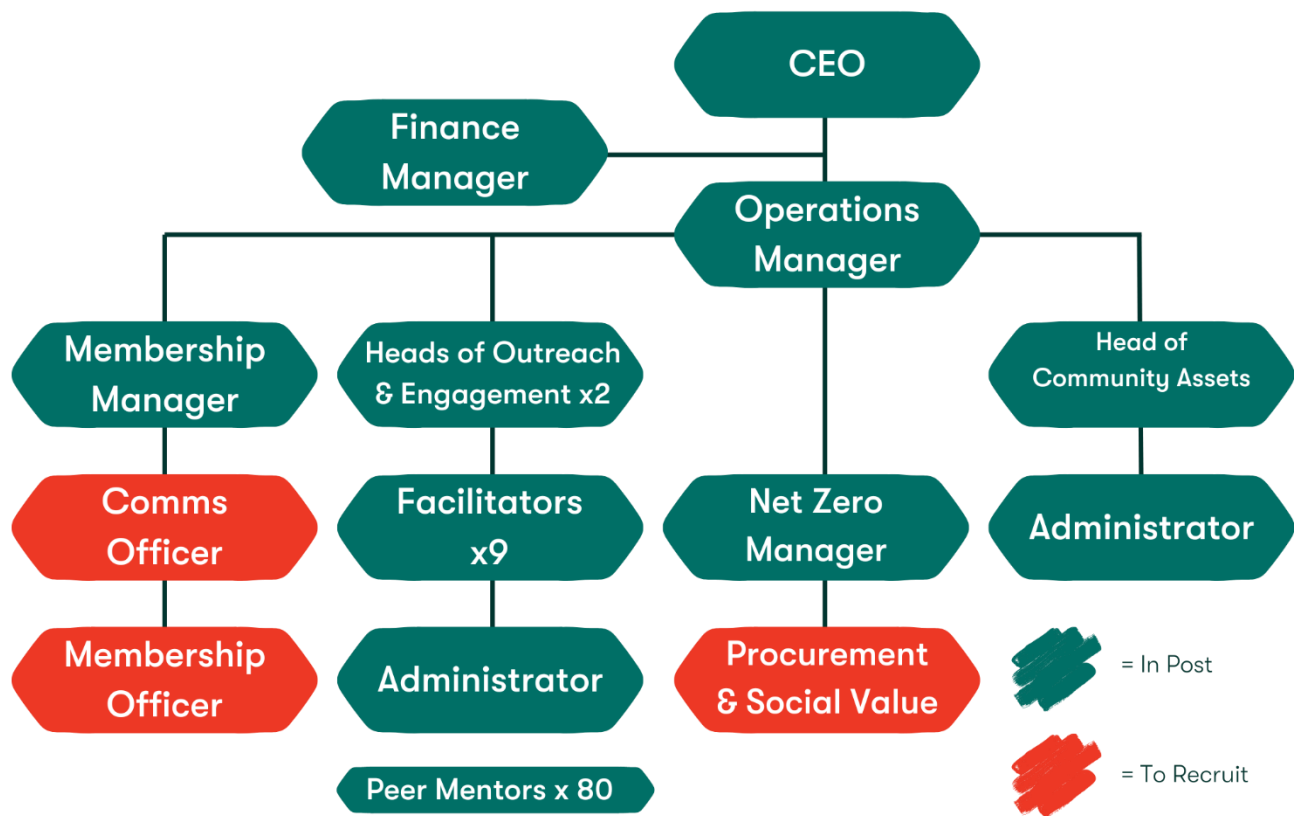 CEO
Finance
Manager
Operations
Manager
Membership
Manager
Heads of Outreach
& Engagement x2
Head of
Community Assets
Comms
Officer
Facilitators
x9
Net Zero
Manager
Administrator
Membership
Officer
Administrator
Procurement
& Social Value
= In Post
= To Recruit
Peer Mentors x 80